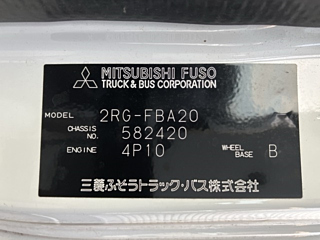 MITSUBISHI FUSO
TRUCK & BUS CORPORATION
MODEL 2RG-FBA20
CHASSIS NO. 582420
ENGINE 4P10 WHEEL BASE B
三菱ふそうトラック・バス株式会社